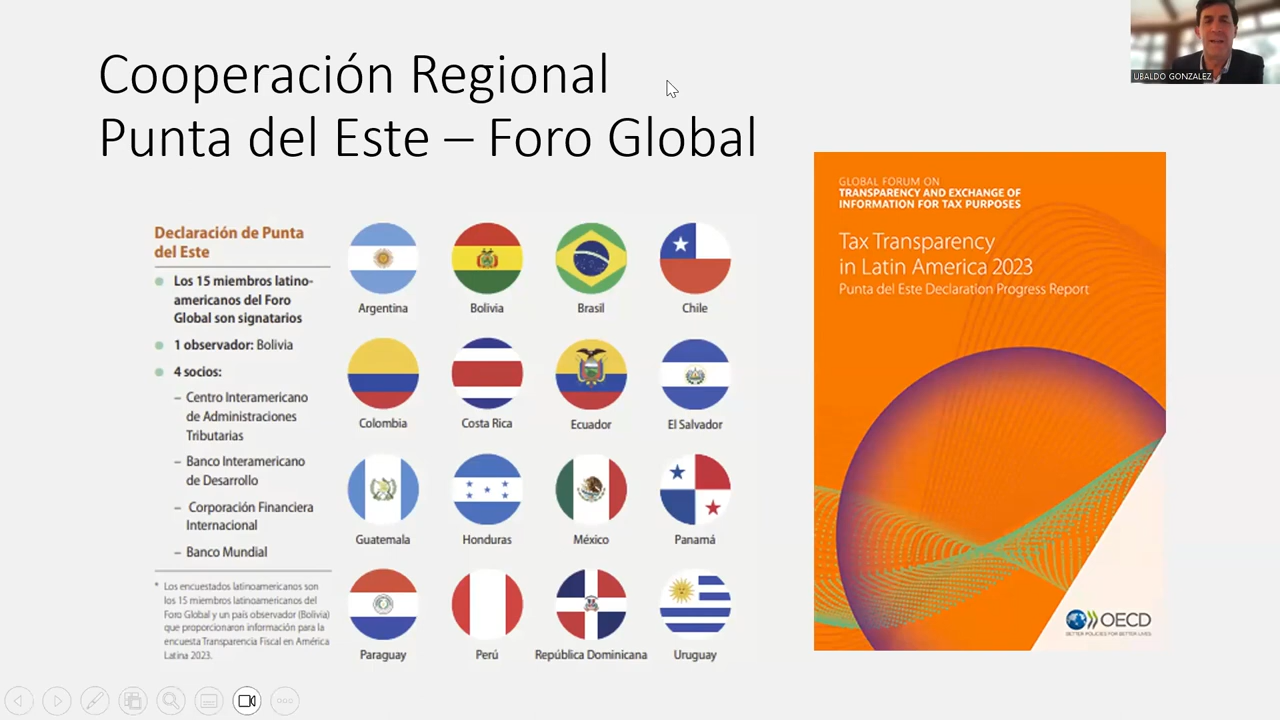 Cooperación Regional
Punta del Este – Foro Global
UBALDO GONZALEZ
Declaración de Punta
del Este
Los 15 miembros latino-
americanos del Foro
Global son signatarios
1 observador: Bolivia
4 socios:
– Centro Interamericano
de Administraciones
Tributarias
– Banco Interamericano
de Desarrollo
– Corporación Financiera
Internacional
– Banco Mundial
* Los encuestados latinoamericanos son
los 15 miembros latinoamericanos del
Foro Global y un país observador (Bolivia)
que proporcionaron información para la
encuesta Transparencia Fiscal en América
Latina 2023.
Argentina
Bolivia
Brasil
Chile
Colombia
Costa Rica
Ecuador
El Salvador
Guatemala
Honduras
México
Panamá
Paraguay
Perú
República Dominicana
Uruguay
GLOBAL FORUM ON
TRANSPARENCY AND EXCHANGE OF
INFORMATION FOR TAX PURPOSES
Tax Transparency
in Latin America 2023
Punta del Este Declaration Progress Report
OECD
BETTER POLICIES FOR BETTER LIVES